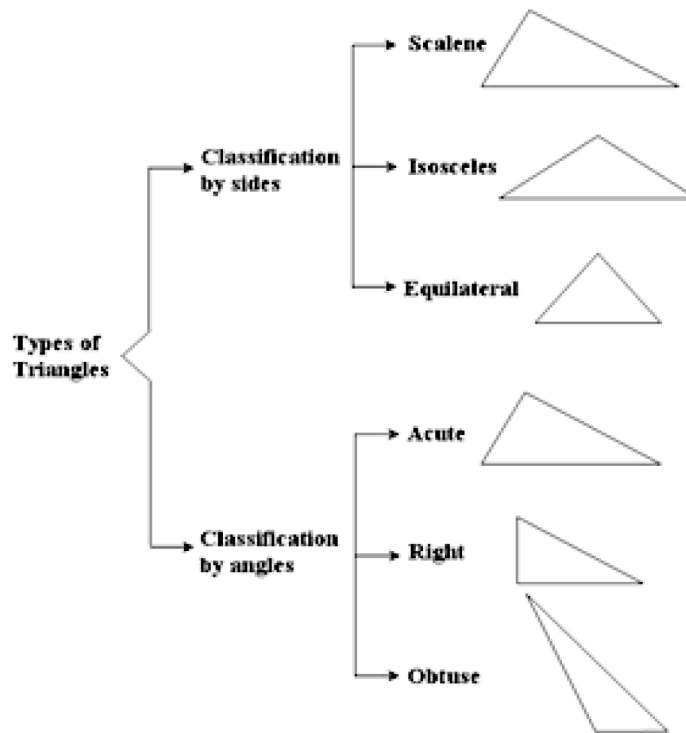 Scalene
Classification
by sides
Isosceles
Equilateral
Types of
Triangles
Acute
Classification
by angles
Right
Obtuse